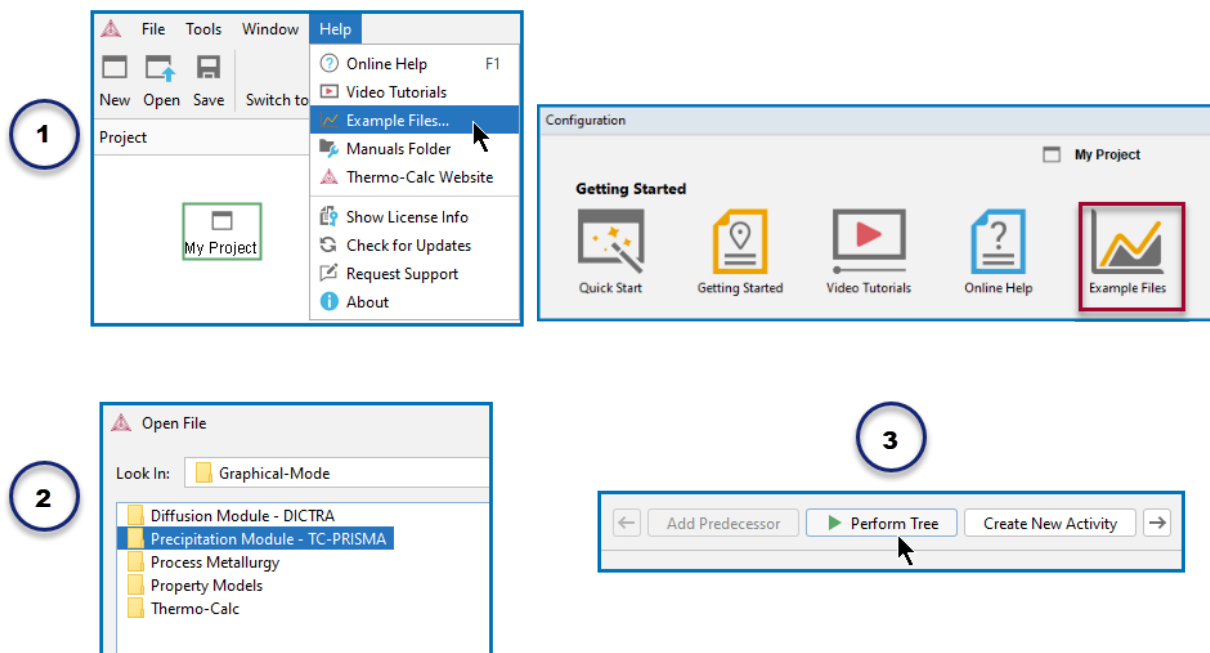 1
File Tools Window Help
New Open Save Switch to
Project
My Project
Online Help F1
Video Tutorials
Example Files...
Manuals Folder
Thermo-Calc Website
Show License Info
Check for Updates
Request Support
About
Configuration
My Project
Getting Started
Quick Start Getting Started Video Tutorials Online Help Example Files
2
Open File
Look In: Graphical-Mode
Diffusion Module - DICTRA
Precipitation Module - TC-PRISMA
Process Metallurgy
Property Models
Thermo-Calc
3
Add Predecessor Perform Tree Create New Activity